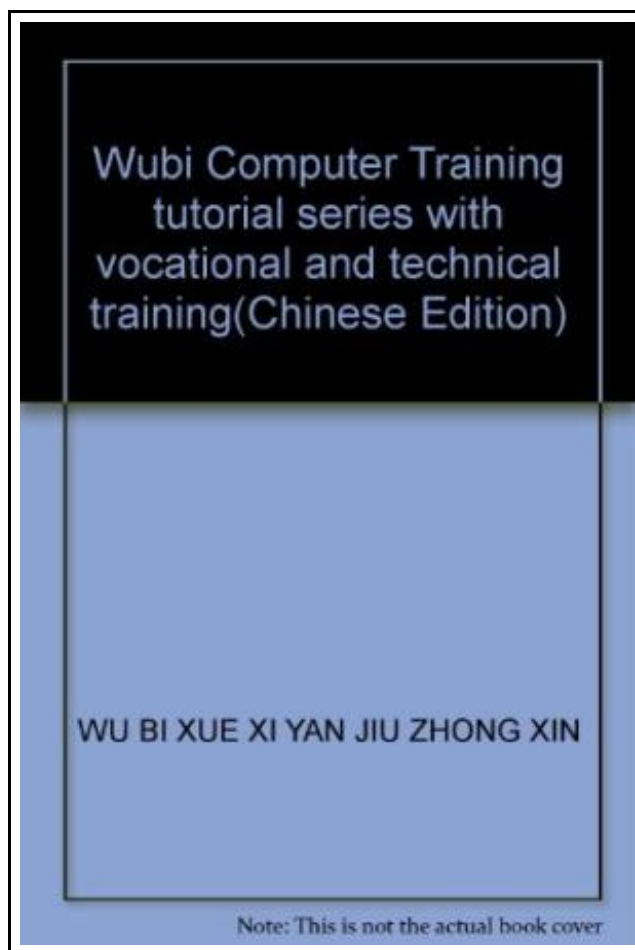 Wubi Computer Training
tutorial series with
vocational and technical
training(Chinese Edition)
WU BI XUE XI YAN JIU ZHONG XIN
Note: This is not the actual book cover